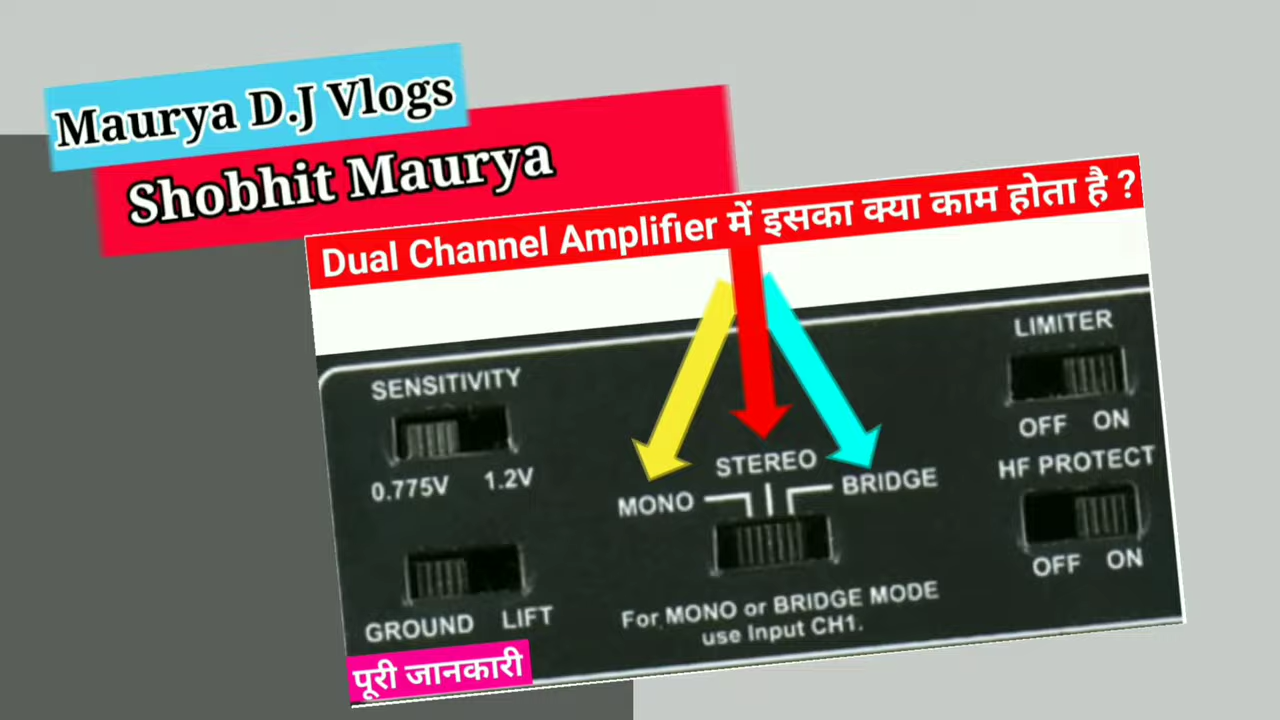 Maurya D.J Vlogs
Shobhit Maurya
Dual Channel Amplifier में इसका क्या काम होता है ?
LIMITER
SENSITIVITY
OFF ON
STEREO
HF PROTECT
0.775V 1.2V
MONO
BRIDGE
OFF ON
GROUND LIFT
For MONO or BRIDGE MODE
use Input CH1.
पूरी जानकारी